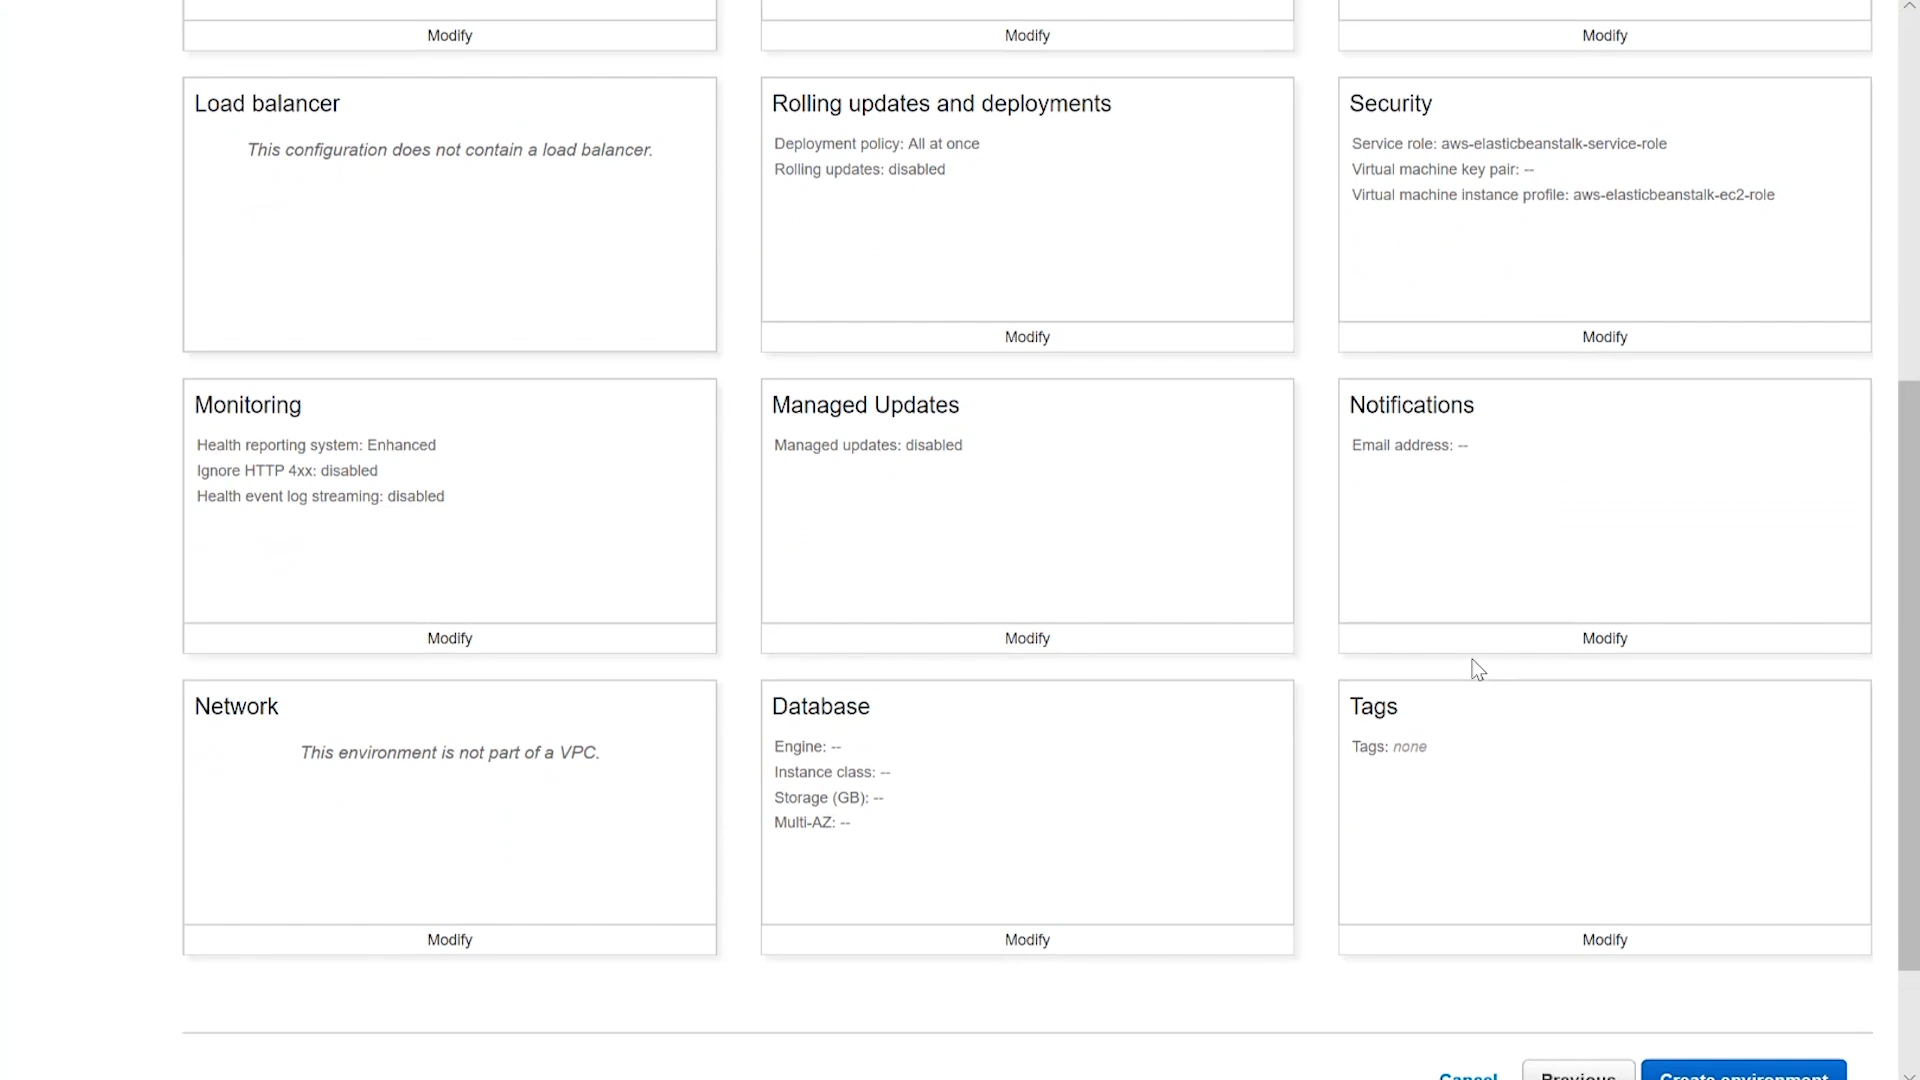 Modify
Modify
Modify
Load balancer
This configuration does not contain a load balancer.
Rolling updates and deployments
Deployment policy: All at once
Rolling updates: disabled
Modify
Security
Service role: aws-elasticbeanstalk-service-role
Virtual machine key pair: --
Virtual machine instance profile: aws-elasticbeanstalk-ec2-role
Modify
Monitoring
Health reporting system: Enhanced
Ignore HTTP 4xx: disabled
Health event log streaming: disabled
Modify
Managed Updates
Managed updates: disabled
Modify
Notifications
Email address: --
Modify
Network
This environment is not part of a VPC.
Modify
Database
Engine: --
Instance class: --
Storage (GB): --
Multi-AZ: --
Modify
Tags
Tags: none
Modify
Cancel
Previous
Create environment